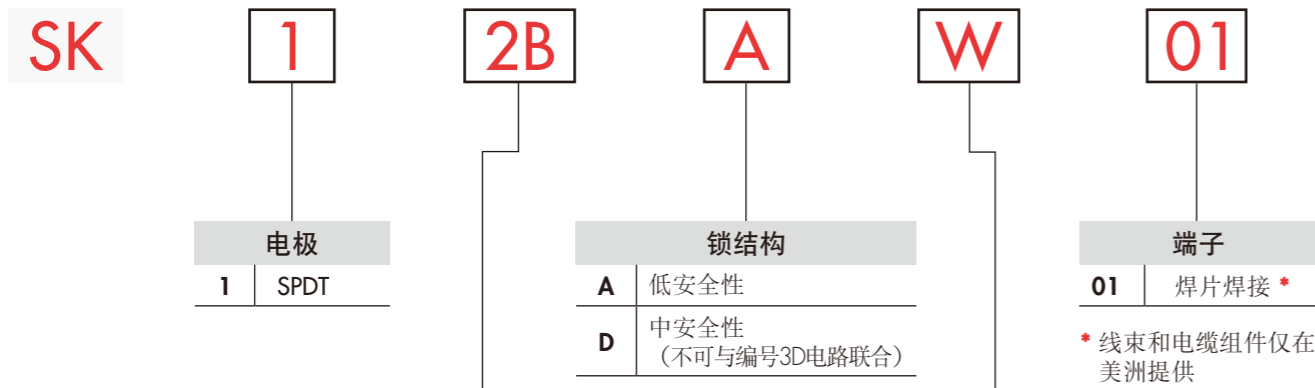 SK 1 2B A W 01
电极
1 SPDT
锁结构
A 低安全性
D 中安全性
（不可与编号3D电路联合）
端子
01 焊片焊接 *
* 线束和电缆组件仅在
美洲提供